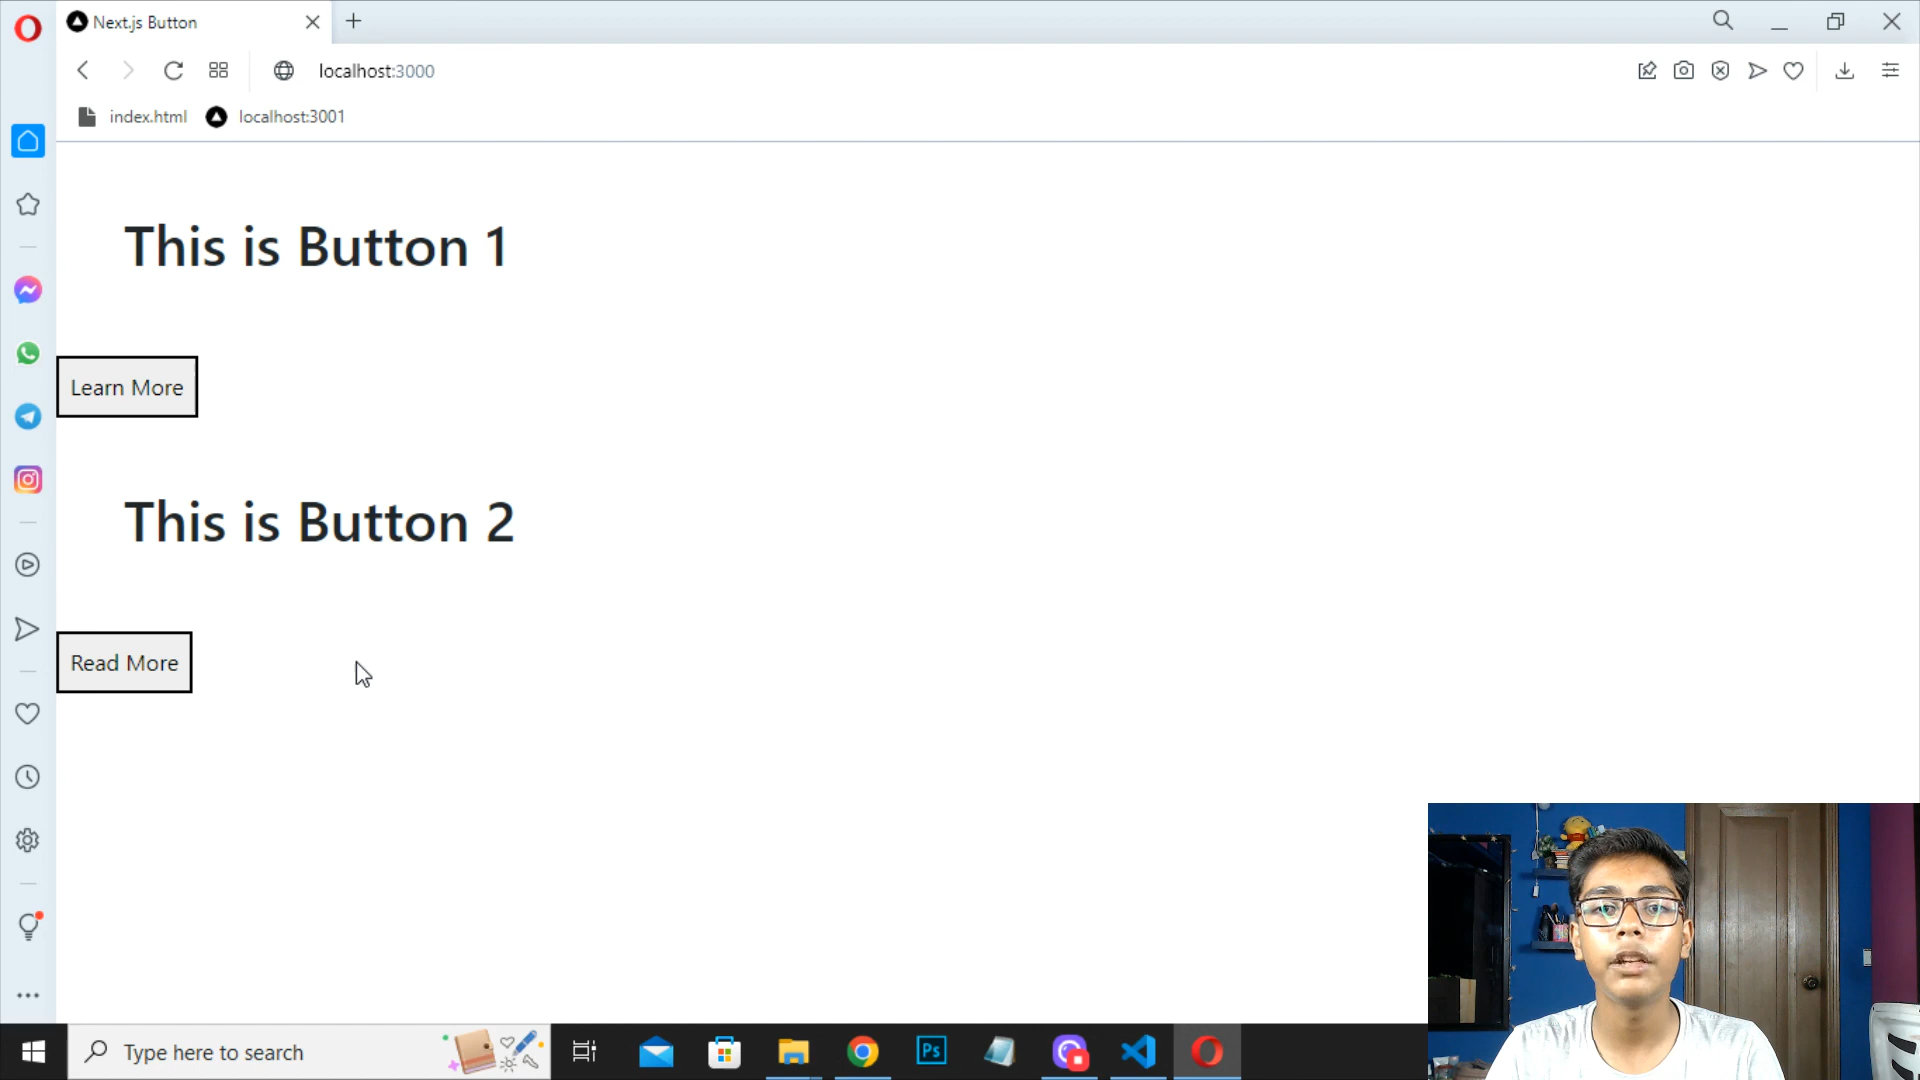 Next.js Button
localhost:3000
index.html
localhost:3001
This is Button 1
Learn More
This is Button 2
Read More
Type here to search
Ps